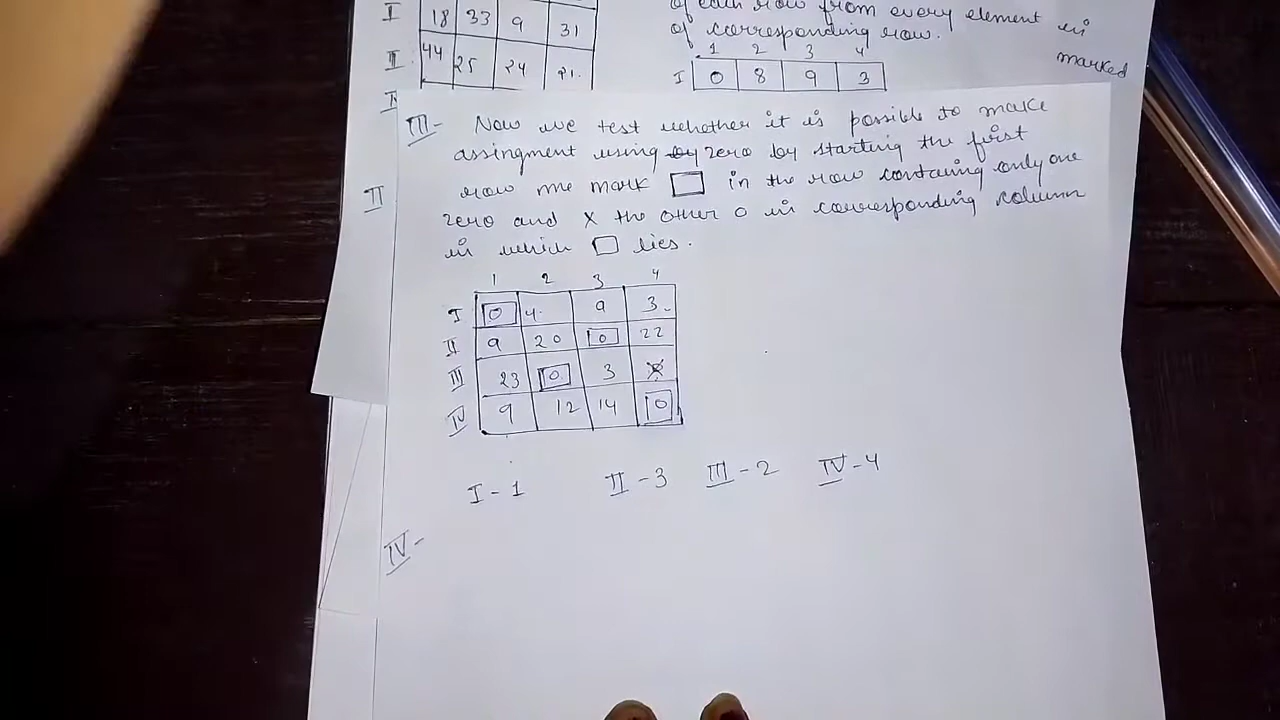 I 18 33 9 31
II 44 25 24 21.
of each row from every element in
of corresponding row.
marked
1 2 3 4
I 0 8 9 3
II
III- Now we test whether it is possible to make
assingment using zero by starting the first
row me mark □ in the row containg only one
zero and X the other 0 in corresponding column
in which □ lies.
1 2 3 4
I 0 4. 9 3.
II 9 20 0 22
III 23 0 3
IV 9 12 14 0
I-1 II-3 III-2 IV-4
IV-